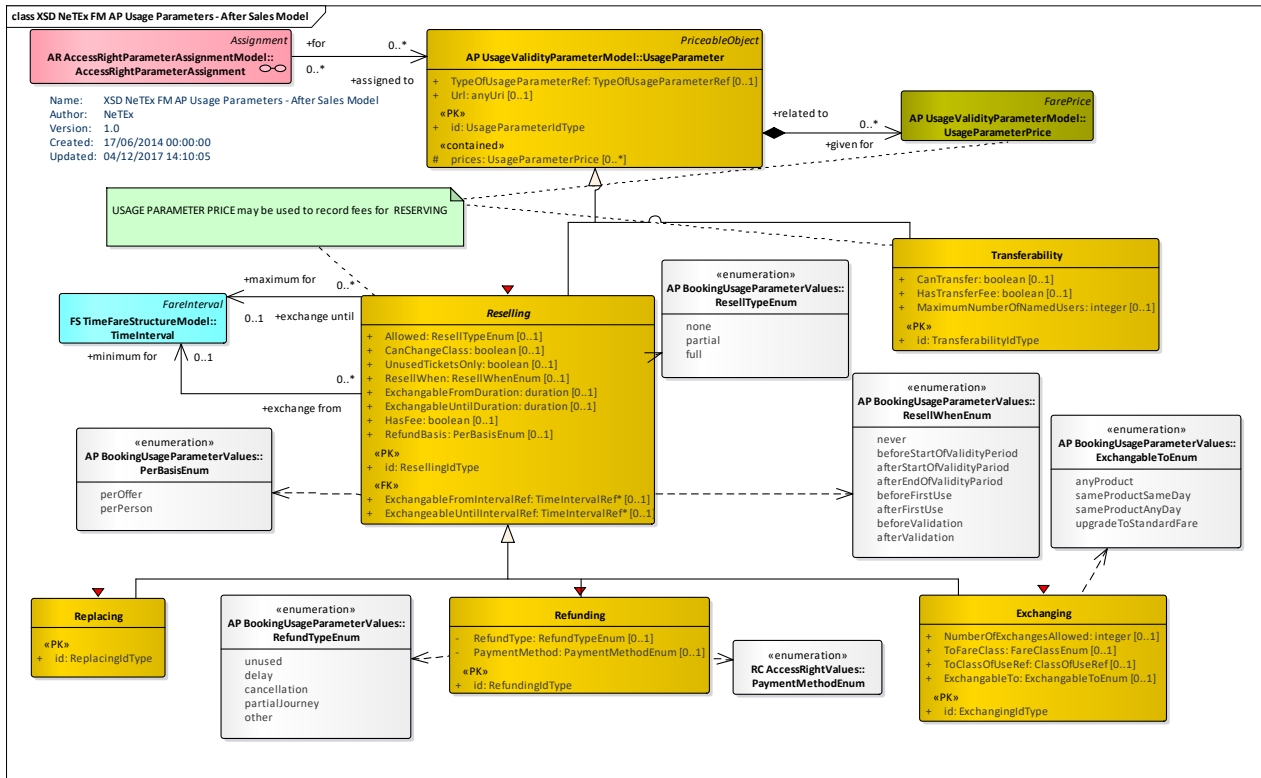 class XSD NeTEx FM AP Usage Parameters - After Sales Model
Assignment
AR AccessRightParameterAssignmentModel::
AccessRightParameterAssignment
+for
0..*
0..*
+assigned to
PriceableObject
AP UsageValidityParameterModel::UsageParameter
+ TypeOfUsageParameterRef: TypeOfUsageParameterRef [0..1]
+ Url: anyUri [0..1]
«PK»
+ id: UsageParameterIdType
«contained»
# prices: UsageParameterPrice [0..*]
+related to
0..*
+given for
FarePrice
AP UsageValidityParameterModel::
UsageParameterPrice
Name: XSD NeTEx FM AP Usage Parameters - After Sales Model
Author: NeTEx
Version: 1.0
Created: 17/06/2014 00:00:00
Updated: 04/12/2017 14:10:05
USAGE PARAMETER PRICE may be used to record fees for RESERVING
Transferability
+ CanTransfer: boolean [0..1]
+ HasTransferFee: boolean [0..1]
+ MaximumNumberOfNamedUsers: integer [0..1]
«PK»
+ id: TransferabilityIdType
«enumeration»
AP BookingUsageParameterValues::
ResellTypeEnum
none
partial
full
FareInterval
FS TimeFareStructureModel::
TimeInterval
+maximum for
0..*
0..1
+exchange until
+minimum for
0..1
0..*
+exchange from
Reselling
+ Allowed: ResellTypeEnum [0..1]
+ CanChangeClass: boolean [0..1]
+ UnusedTicketsOnly: boolean [0..1]
+ ResellWhen: ResellWhenEnum [0..1]
+ ExchangableFromDuration: duration [0..1]
+ ExchangableUntilDuration: duration [0..1]
+ HasFee: boolean [0..1]
+ RefundBasis: PerBasisEnum [0..1]
«PK»
+ id: ResellingIdType
«FK»
+ ExchangableFromIntervalRef: TimeIntervalRef* [0..1]
+ ExchangeableUntilIntervalRef: TimeIntervalRef* [0..1]
«enumeration»
AP BookingUsageParameterValues::
PerBasisEnum
perOffer
perPerson
«enumeration»
AP BookingUsageParameterValues::
ResellWhenEnum
never
beforeStartOfValidityPeriod
afterStartOfValidityPariod
afterEndOfValidityPariod
beforeFirstUse
afterFirstUse
beforeValidation
afterValidation
«enumeration»
AP BookingUsageParameterValues::
ExchangableToEnum
anyProduct
sameProductSameDay
sameProductAnyDay
upgradeToStandardFare
Replacing
«PK»
+ id: ReplacingIdType
«enumeration»
AP BookingUsageParameterValues::
RefundTypeEnum
unused
delay
cancellation
partialJourney
other
Refunding
- RefundType: RefundTypeEnum [0..1]
- PaymentMethod: PaymentMethodEnum [0..1]
«PK»
+ id: RefundingIdType
«enumeration»
RC AccessRightValues::
PaymentMethodEnum
Exchanging
+ NumberOfExchangesAllowed: integer [0..1]
+ ToFareClass: FareClassEnum [0..1]
+ ToClassOfUseRef: ClassOfUseRef [0..1]
+ ExchangableTo: ExchangableToEnum [0..1]
«PK»
+ id: ExchangingIdType